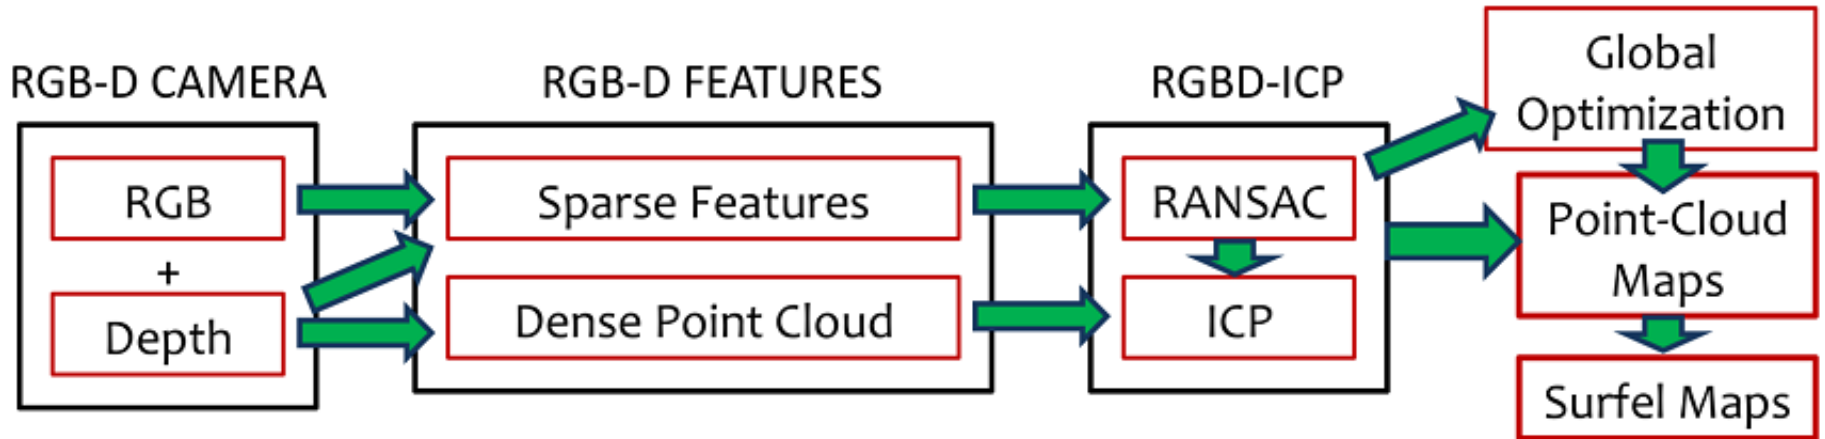 RGB-D CAMERA
RGB
+
Depth
RGB-D FEATURES
Sparse Features
Dense Point Cloud
RGBD-ICP
RANSAC
ICP
Global
Optimization
Point-Cloud
Maps
Surfel Maps